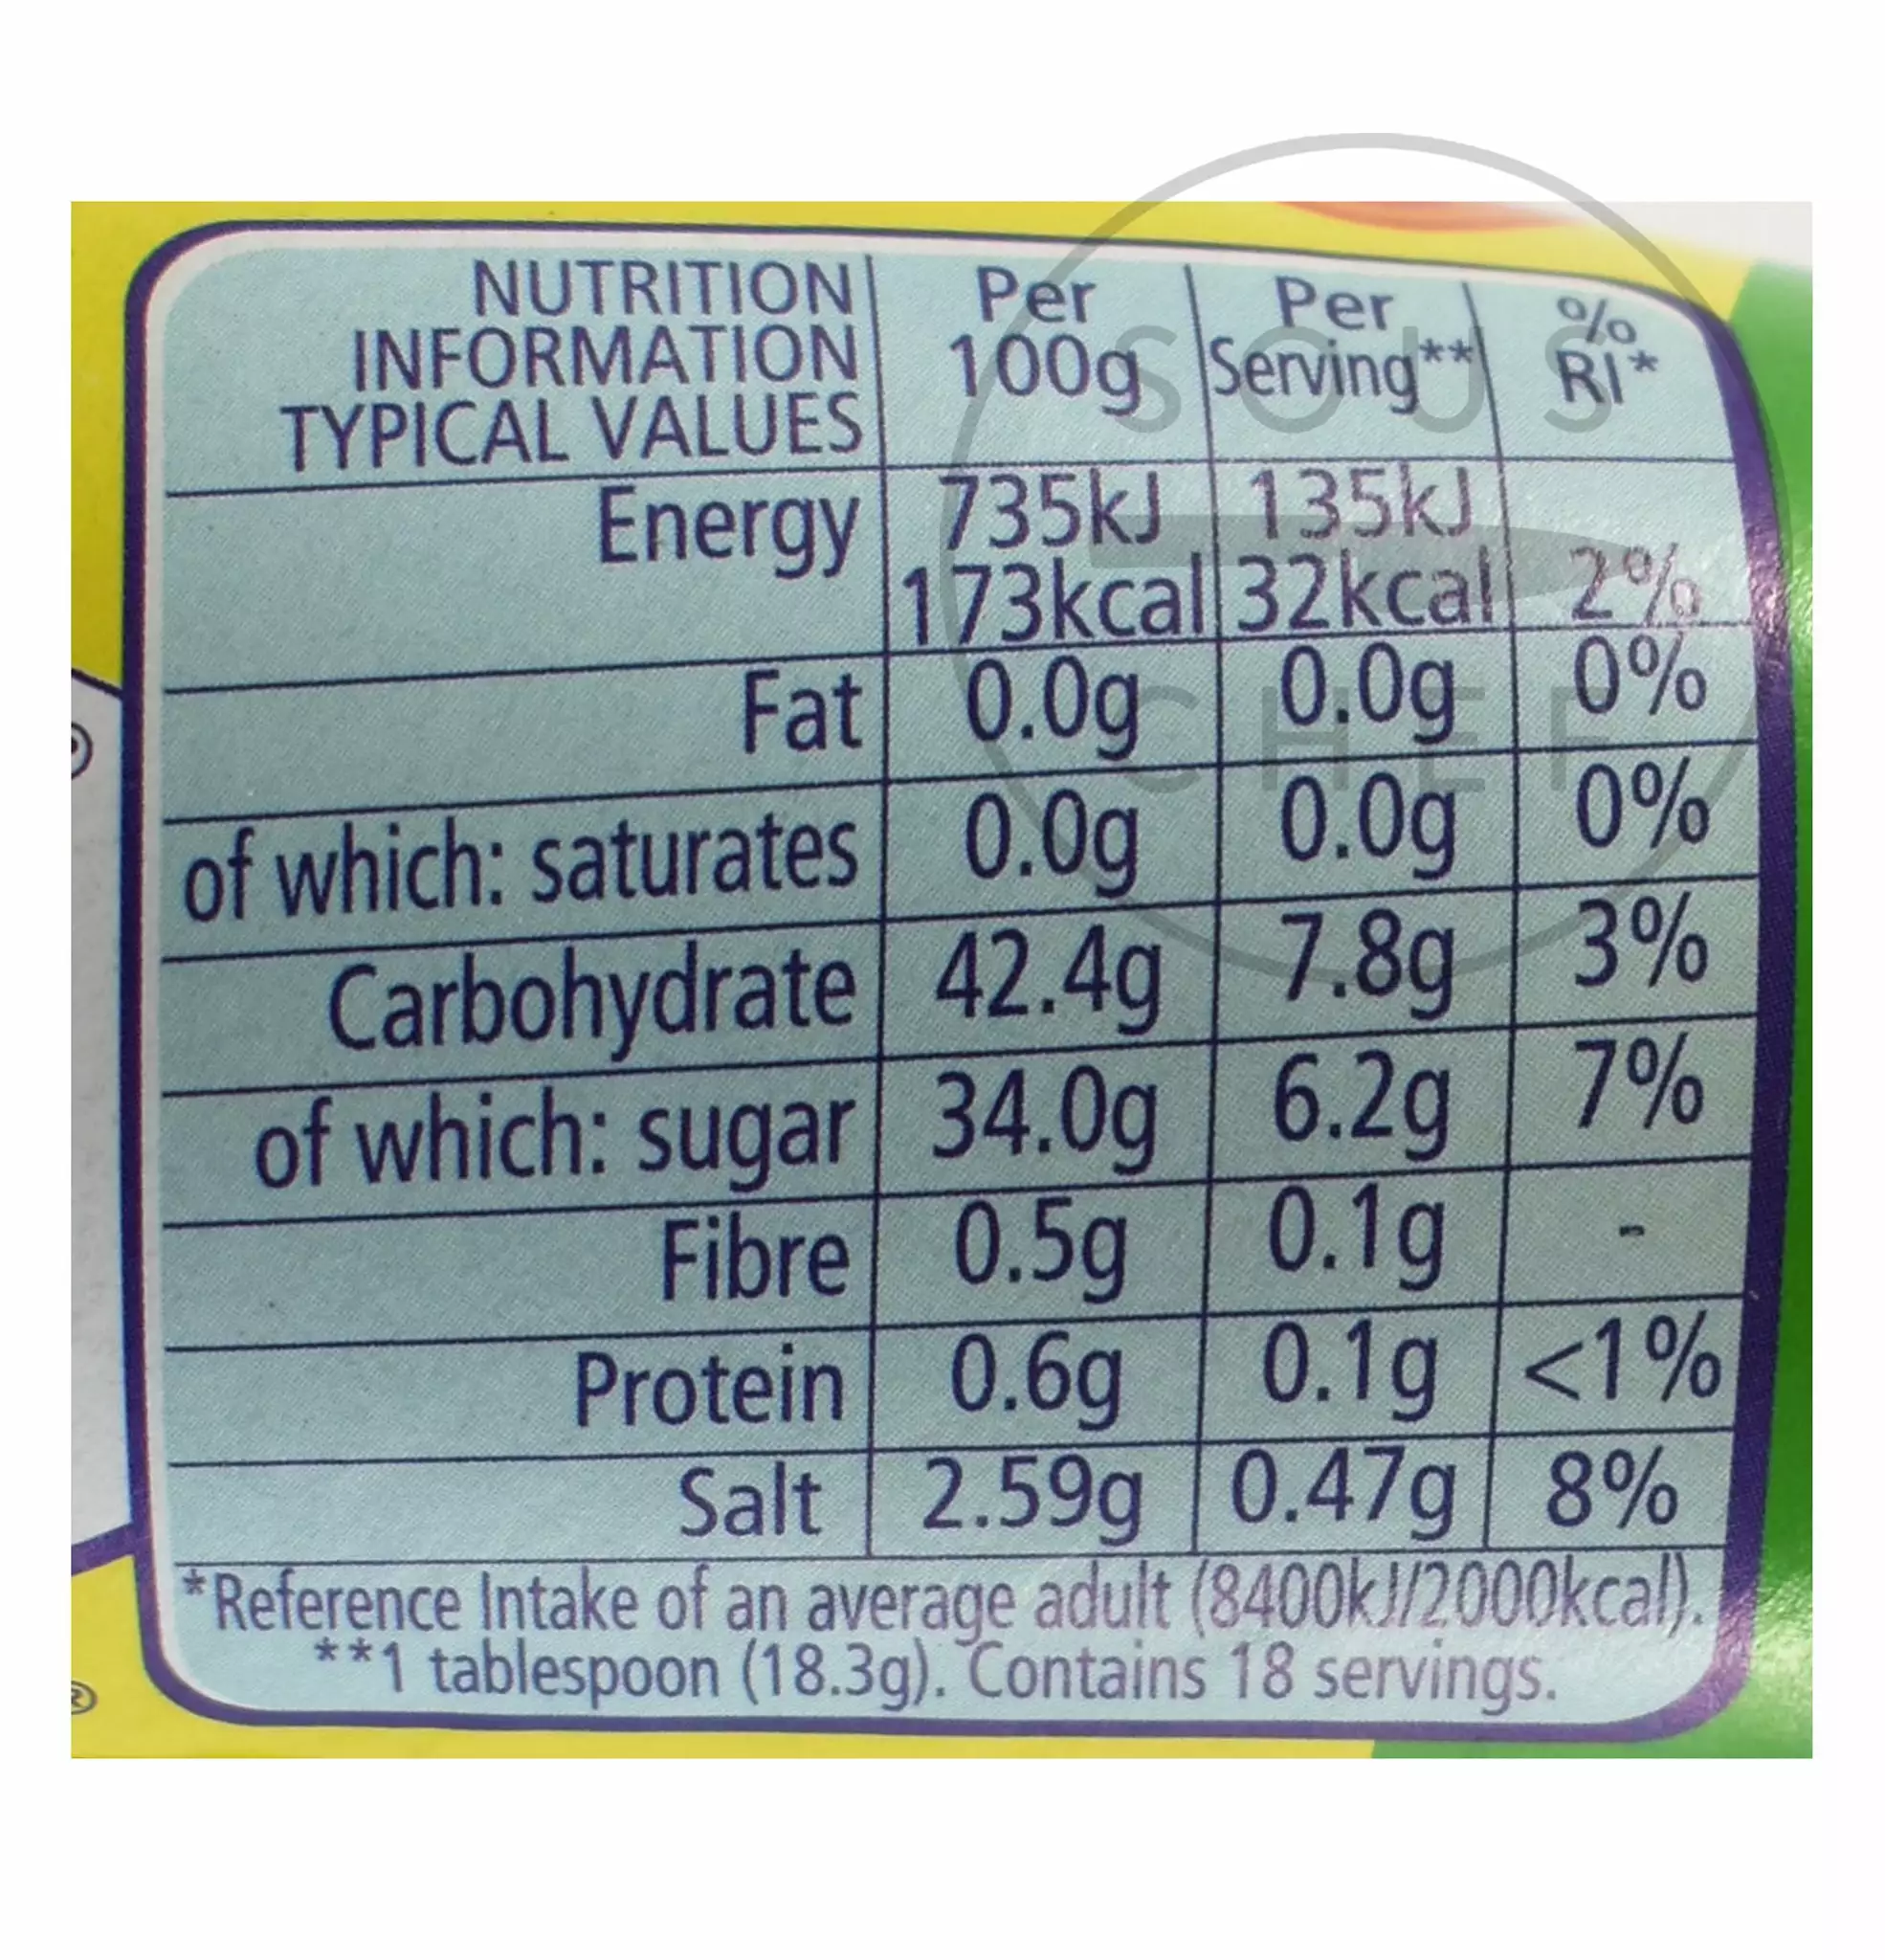 NUTRITION INFORMATION TYPICAL VALUES Per 100g Per Serving** % RI*
Energy 735kJ 173kcal 135kJ 32kcal 2%
Fat 0.0g 0.0g 0%
of which: saturates 0.0g 0.0g 0%
Carbohydrate 42.4g 7.8g 3%
of which: sugar 34.0g 6.2g 7%
Fibre 0.5g 0.1g -
Protein 0.6g 0.1g <1%
Salt 2.59g 0.47g 8%
*Reference Intake of an average adult (8400kJ/2000kcal).
**1 tablespoon (18.3g). Contains 18 servings.
SOUS
CHEF
®